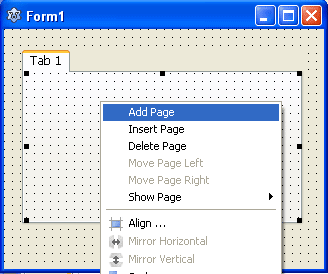 Form1
Tab 1
Add Page
Insert Page
Delete Page
Move Page Left
Move Page Right
Show Page
Align ...
Mirror Horizontal
Mirror Vertical